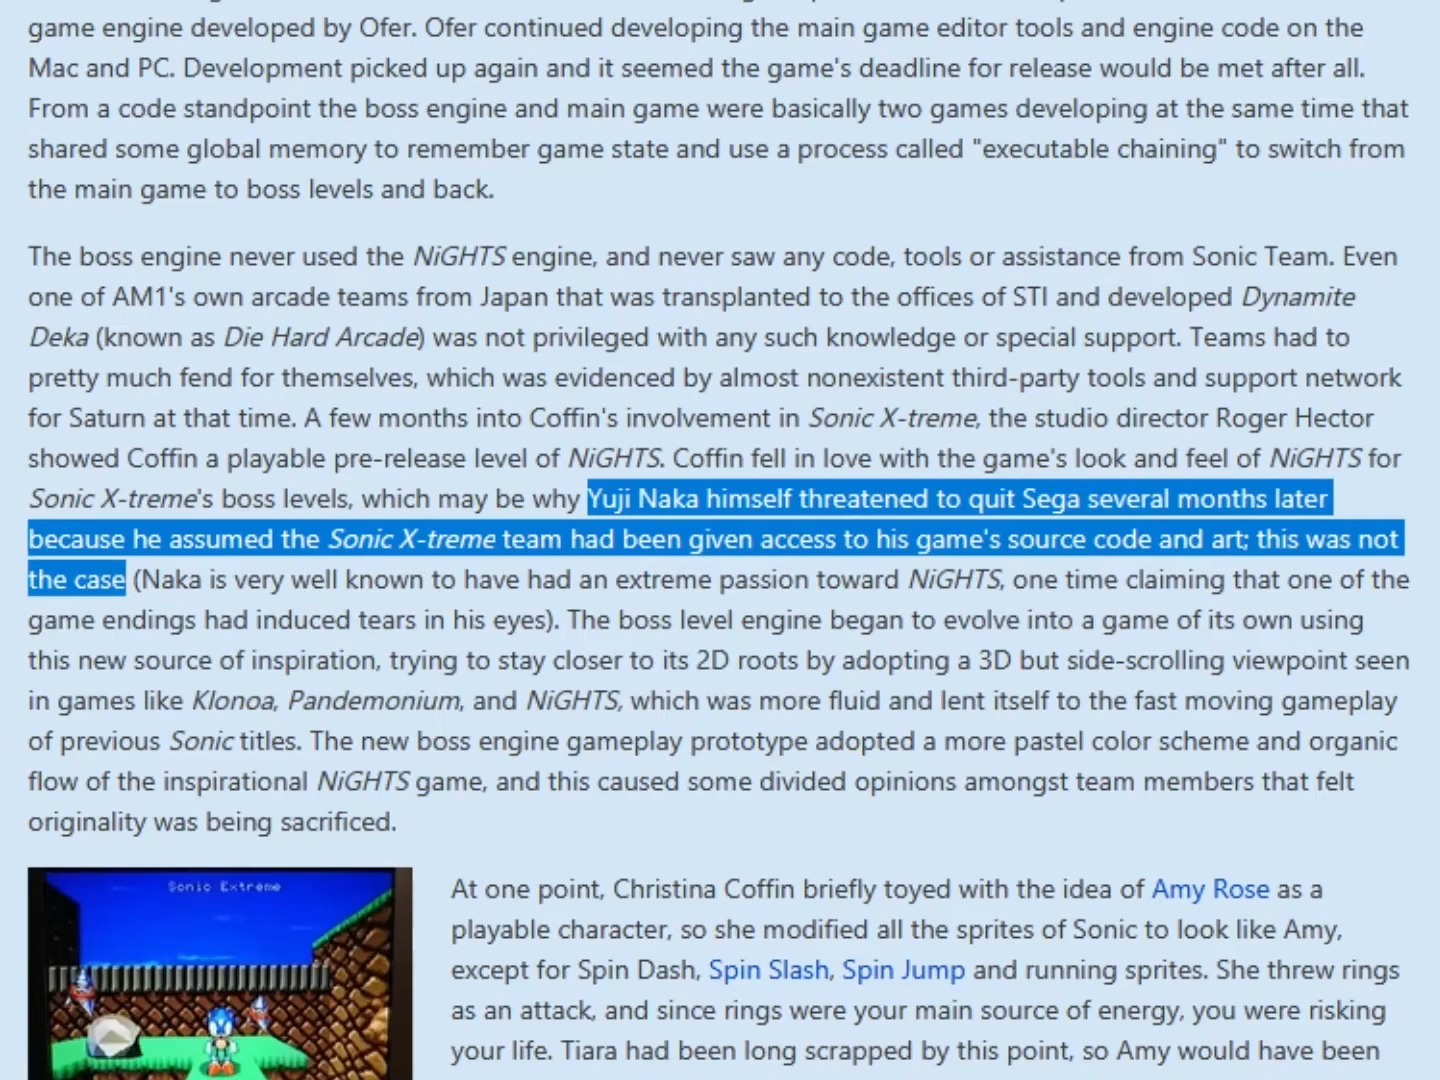 game engine developed by Ofer. Ofer continued developing the main game editor tools and engine code on the
Mac and PC. Development picked up again and it seemed the game's deadline for release would be met after all.
From a code standpoint the boss engine and main game were basically two games developing at the same time that
shared some global memory to remember game state and use a process called "executable chaining" to switch from
the main game to boss levels and back.
The boss engine never used the NiGHTS engine, and never saw any code, tools or assistance from Sonic Team. Even
one of AM1's own arcade teams from Japan that was transplanted to the offices of STI and developed Dynamite
Deka (known as Die Hard Arcade) was not privileged with any such knowledge or special support. Teams had to
pretty much fend for themselves, which was evidenced by almost nonexistent third-party tools and support network
for Saturn at that time. A few months into Coffin's involvement in Sonic X-treme, the studio director Roger Hector
showed Coffin a playable pre-release level of NiGHTS. Coffin fell in love with the game's look and feel of NiGHTS for
Sonic X-treme's boss levels, which may be why Yuji Naka himself threatened to quit Sega several months later
because he assumed the Sonic X-treme team had been given access to his game's source code and art; this was not
the case (Naka is very well known to have had an extreme passion toward NiGHTS, one time claiming that one of the
game endings had induced tears in his eyes). The boss level engine began to evolve into a game of its own using
this new source of inspiration, trying to stay closer to its 2D roots by adopting a 3D but side-scrolling viewpoint seen
in games like Klonoa, Pandemonium, and NiGHTS, which was more fluid and lent itself to the fast moving gameplay
of previous Sonic titles. The new boss engine gameplay prototype adopted a more pastel color scheme and organic
flow of the inspirational NiGHTS game, and this caused some divided opinions amongst team members that felt
originality was being sacrificed.
Sonic Extreme
At one point, Christina Coffin briefly toyed with the idea of Amy Rose as a
playable character, so she modified all the sprites of Sonic to look like Amy,
except for Spin Dash, Spin Slash, Spin Jump and running sprites. She threw rings
as an attack, and since rings were your main source of energy, you were risking
your life. Tiara had been long scrapped by this point, so Amy would have been